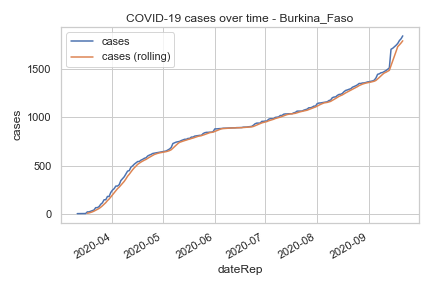 COVID-19 cases over time - Burkina_Faso
cases
cases (rolling)
cases
1500
1000
500
0
2020-04
2020-05
2020-06
2020-07
2020-08
2020-09
dateRep